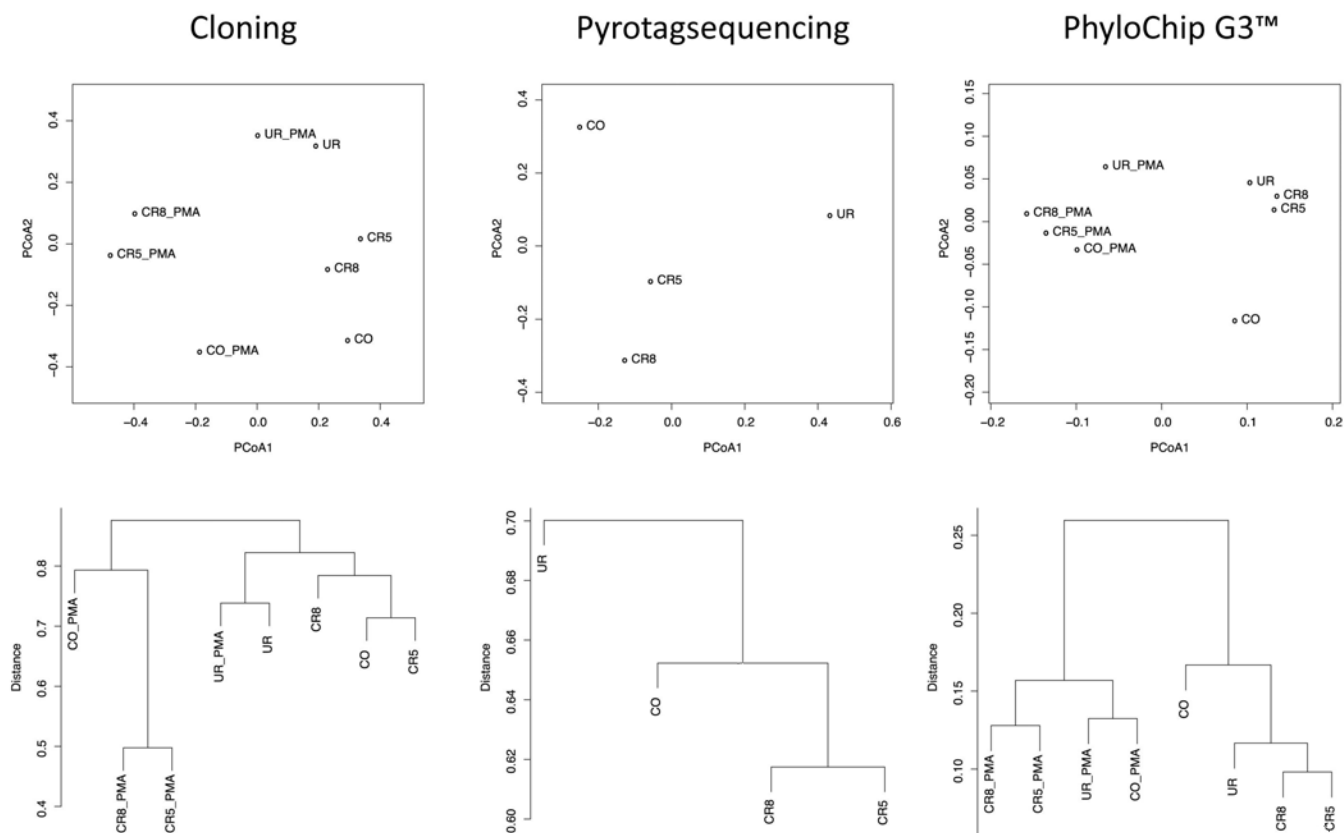 Cloning
Pyrotagsequencing
PhyloChip G3™
PCoA2
0.4
0.2
0.0
−0.2
−0.4
UR_PMA
UR
CR8_PMA
CR5_PMA
CR5
CR8
CO_PMA
CO
−0.4
−0.2
0.0
0.2
0.4
PCoA1
PCoA2
0.4
0.2
0.0
−0.2
−0.4
CO
UR
CR5
CR8
−0.2
0.0
0.2
0.4
0.6
PCoA1
PCoA2
0.15
0.10
0.05
0.00
−0.05
−0.10
−0.15
−0.20
UR_PMA
UR
CR8
CR5
CR8_PMA
CR5_PMA
CO_PMA
CO
−0.2
−0.1
0.0
0.1
0.2
PCoA1
Distance
0.8
0.7
0.6
0.5
0.4
CO_PMA
CR8_PMA
CR5_PMA
UR_PMA
UR
CR8
CO
CR5
Distance
0.70
0.68
0.66
0.64
0.62
0.60
UR
CO
CR8
CR5
Distance
0.25
0.20
0.15
0.10
CR8_PMA
CR5_PMA
UR_PMA
CO_PMA
CO
UR
CR8
CR5